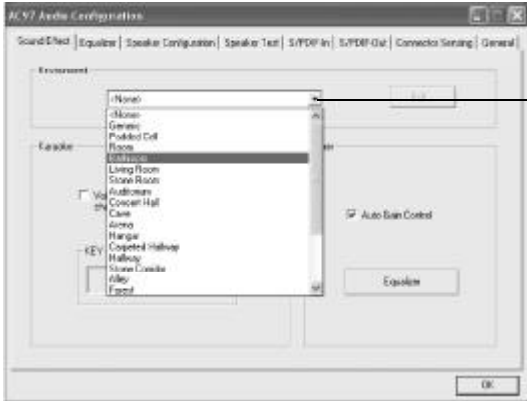 AC97 Audio Configuration
Sound Effect Equalizer Speaker Configuration Speaker Test S/PDIF-In S/PDIF-Out Connector Sensing General
Environment
<None>
<None>
Generic
Padded Cell
Room
Bathroom
Living Room
Stone Room
Auditorium
Concert Hall
Cave
Arena
Hangar
Carpeted Hallway
Hallway
Stone Corridor
Alley
Forest
Karaoke
KEY
Auto Gain Control
Equalizer
OK